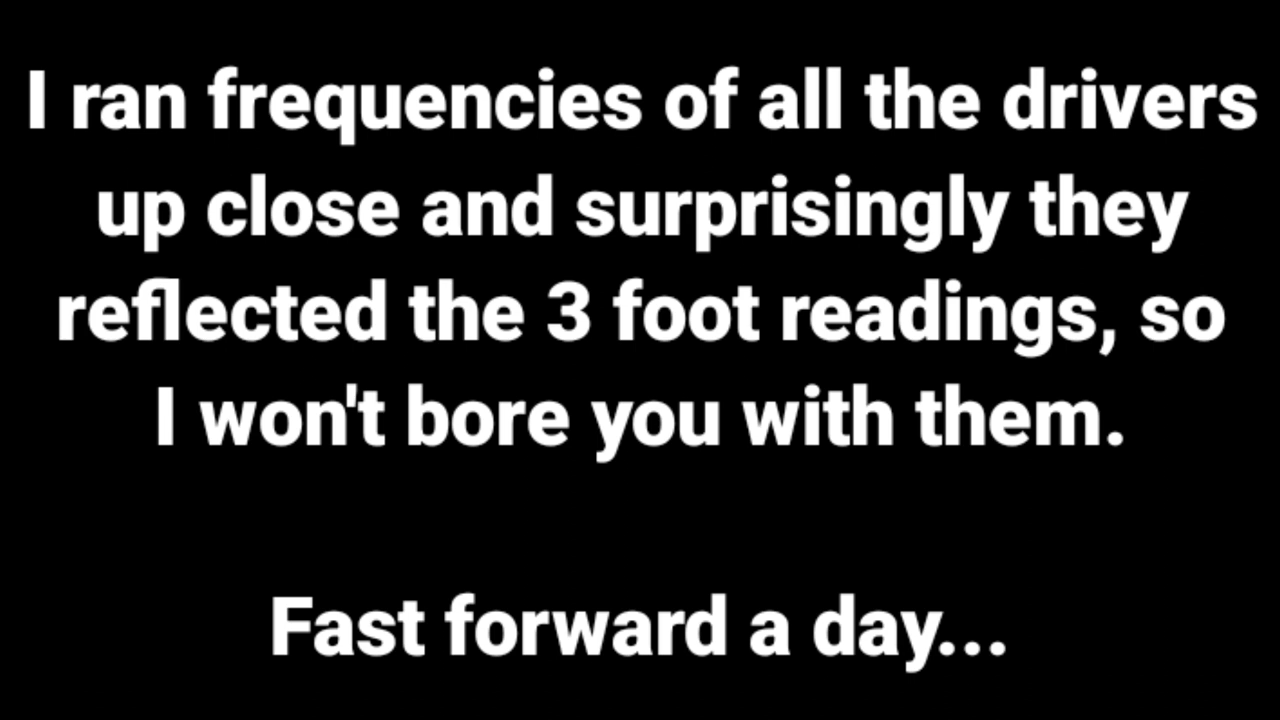 I ran frequencies of all the drivers
up close and surprisingly they
reflected the 3 foot readings, so
I won't bore you with them.
Fast forward a day...